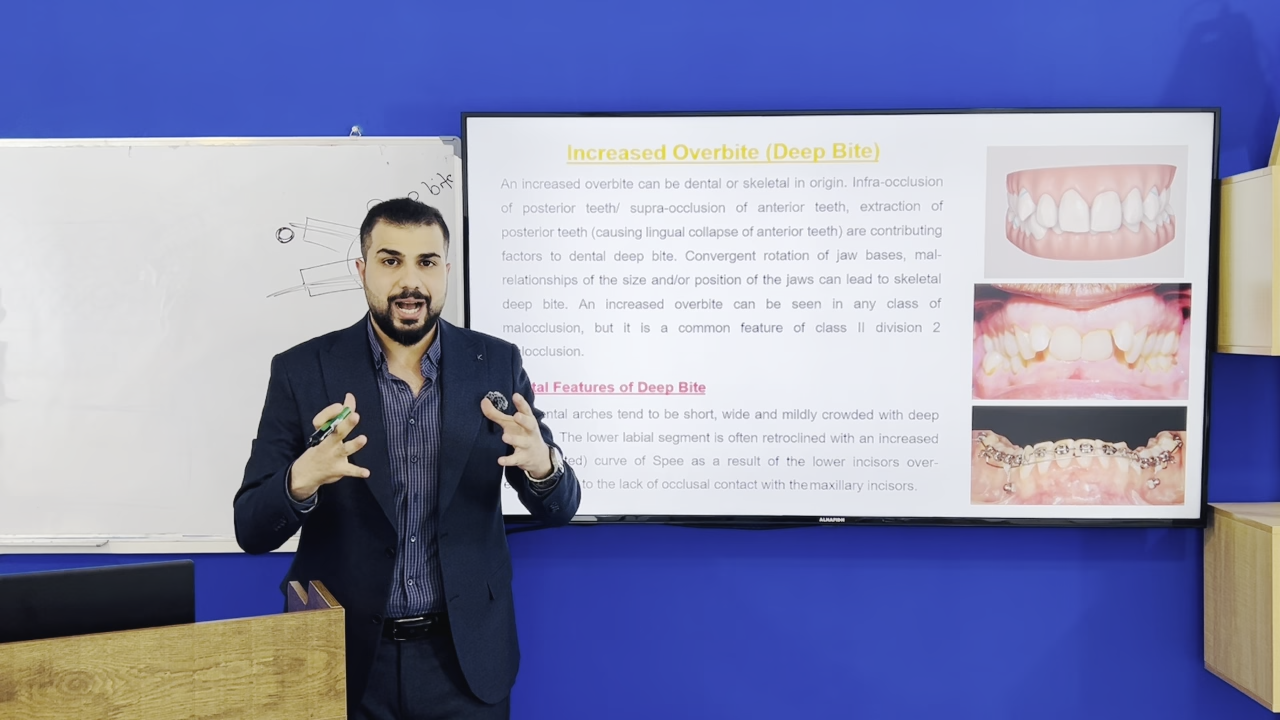 bite
Increased Overbite (Deep Bite)
An increased overbite can be dental or skeletal in origin. Infra-occlusion
of posterior teeth/ supra-occlusion of anterior teeth, extraction of
posterior teeth (causing lingual collapse of anterior teeth) are contributing
factors to dental deep bite. Convergent rotation of jaw bases, mal-
relationships of the size and/or position of the jaws can lead to skeletal
deep bite. An increased overbite can be seen in any class of
malocclusion, but it is a common feature of class II division 2
Features of Deep Bite
arches tend to be short, wide and mildly crowded with deep
The lower labial segment is often retroclined with an increased
curve of Spee as a result of the lower incisors over-
to the lack of occlusal contact with the maxillary incisors.
ALHAFIDH